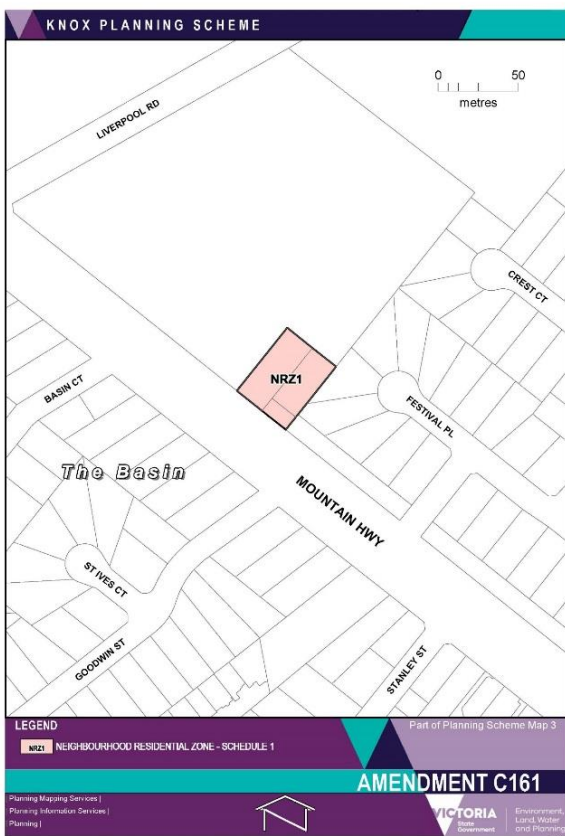 KNOX PLANNING SCHEME
0 50
metres
LIVERPOOL RD
CREST CT
NRZ1
BASIN CT
FESTIVAL PL
The Basin
MOUNTAIN HWY
ST IVES CT
GOODWIN ST
STANLEY ST
LEGEND
Part of Planning Scheme Map 3
NRZ1 NEIGHBOURHOOD RESIDENTIAL ZONE - SCHEDULE 1
AMENDMENT C161
Planning Mapping Services |
Planning Information Services |
Planning |
VICTORIA
State
Government
Environment,
Land, Water
and Planning